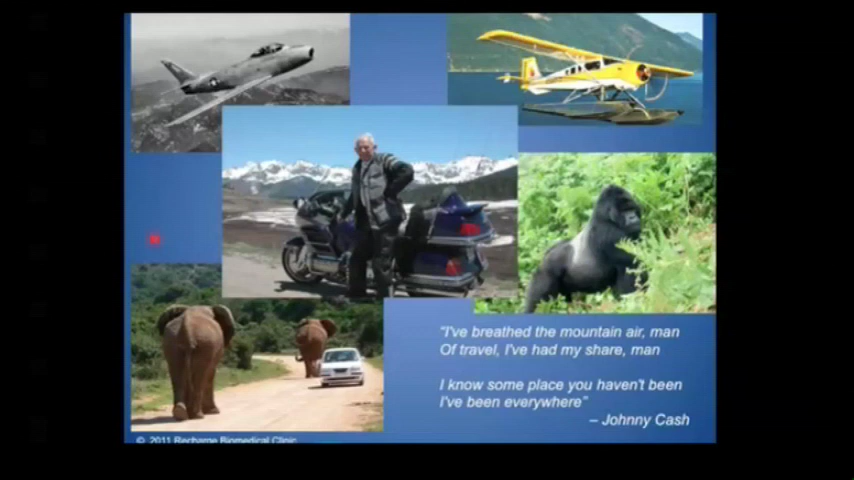 "I've breathed the mountain air, man
Of travel, I've had my share, man
I know some place you haven't been
I've been everywhere"
– Johnny Cash
© 2011 Recharge Biomedical Clinic